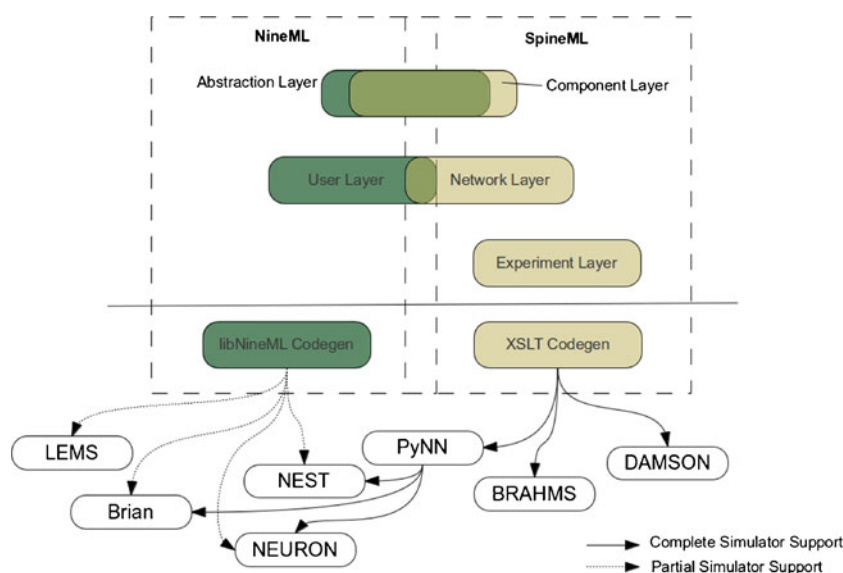 NineML
SpineML
Abstraction Layer
Component Layer
User Layer
Network Layer
Experiment Layer
libNineML Codegen
XSLT Codegen
LEMS
PyNN
DAMSON
NEST
BRAHMS
Brian
NEURON
Complete Simulator Support
Partial Simulator Support